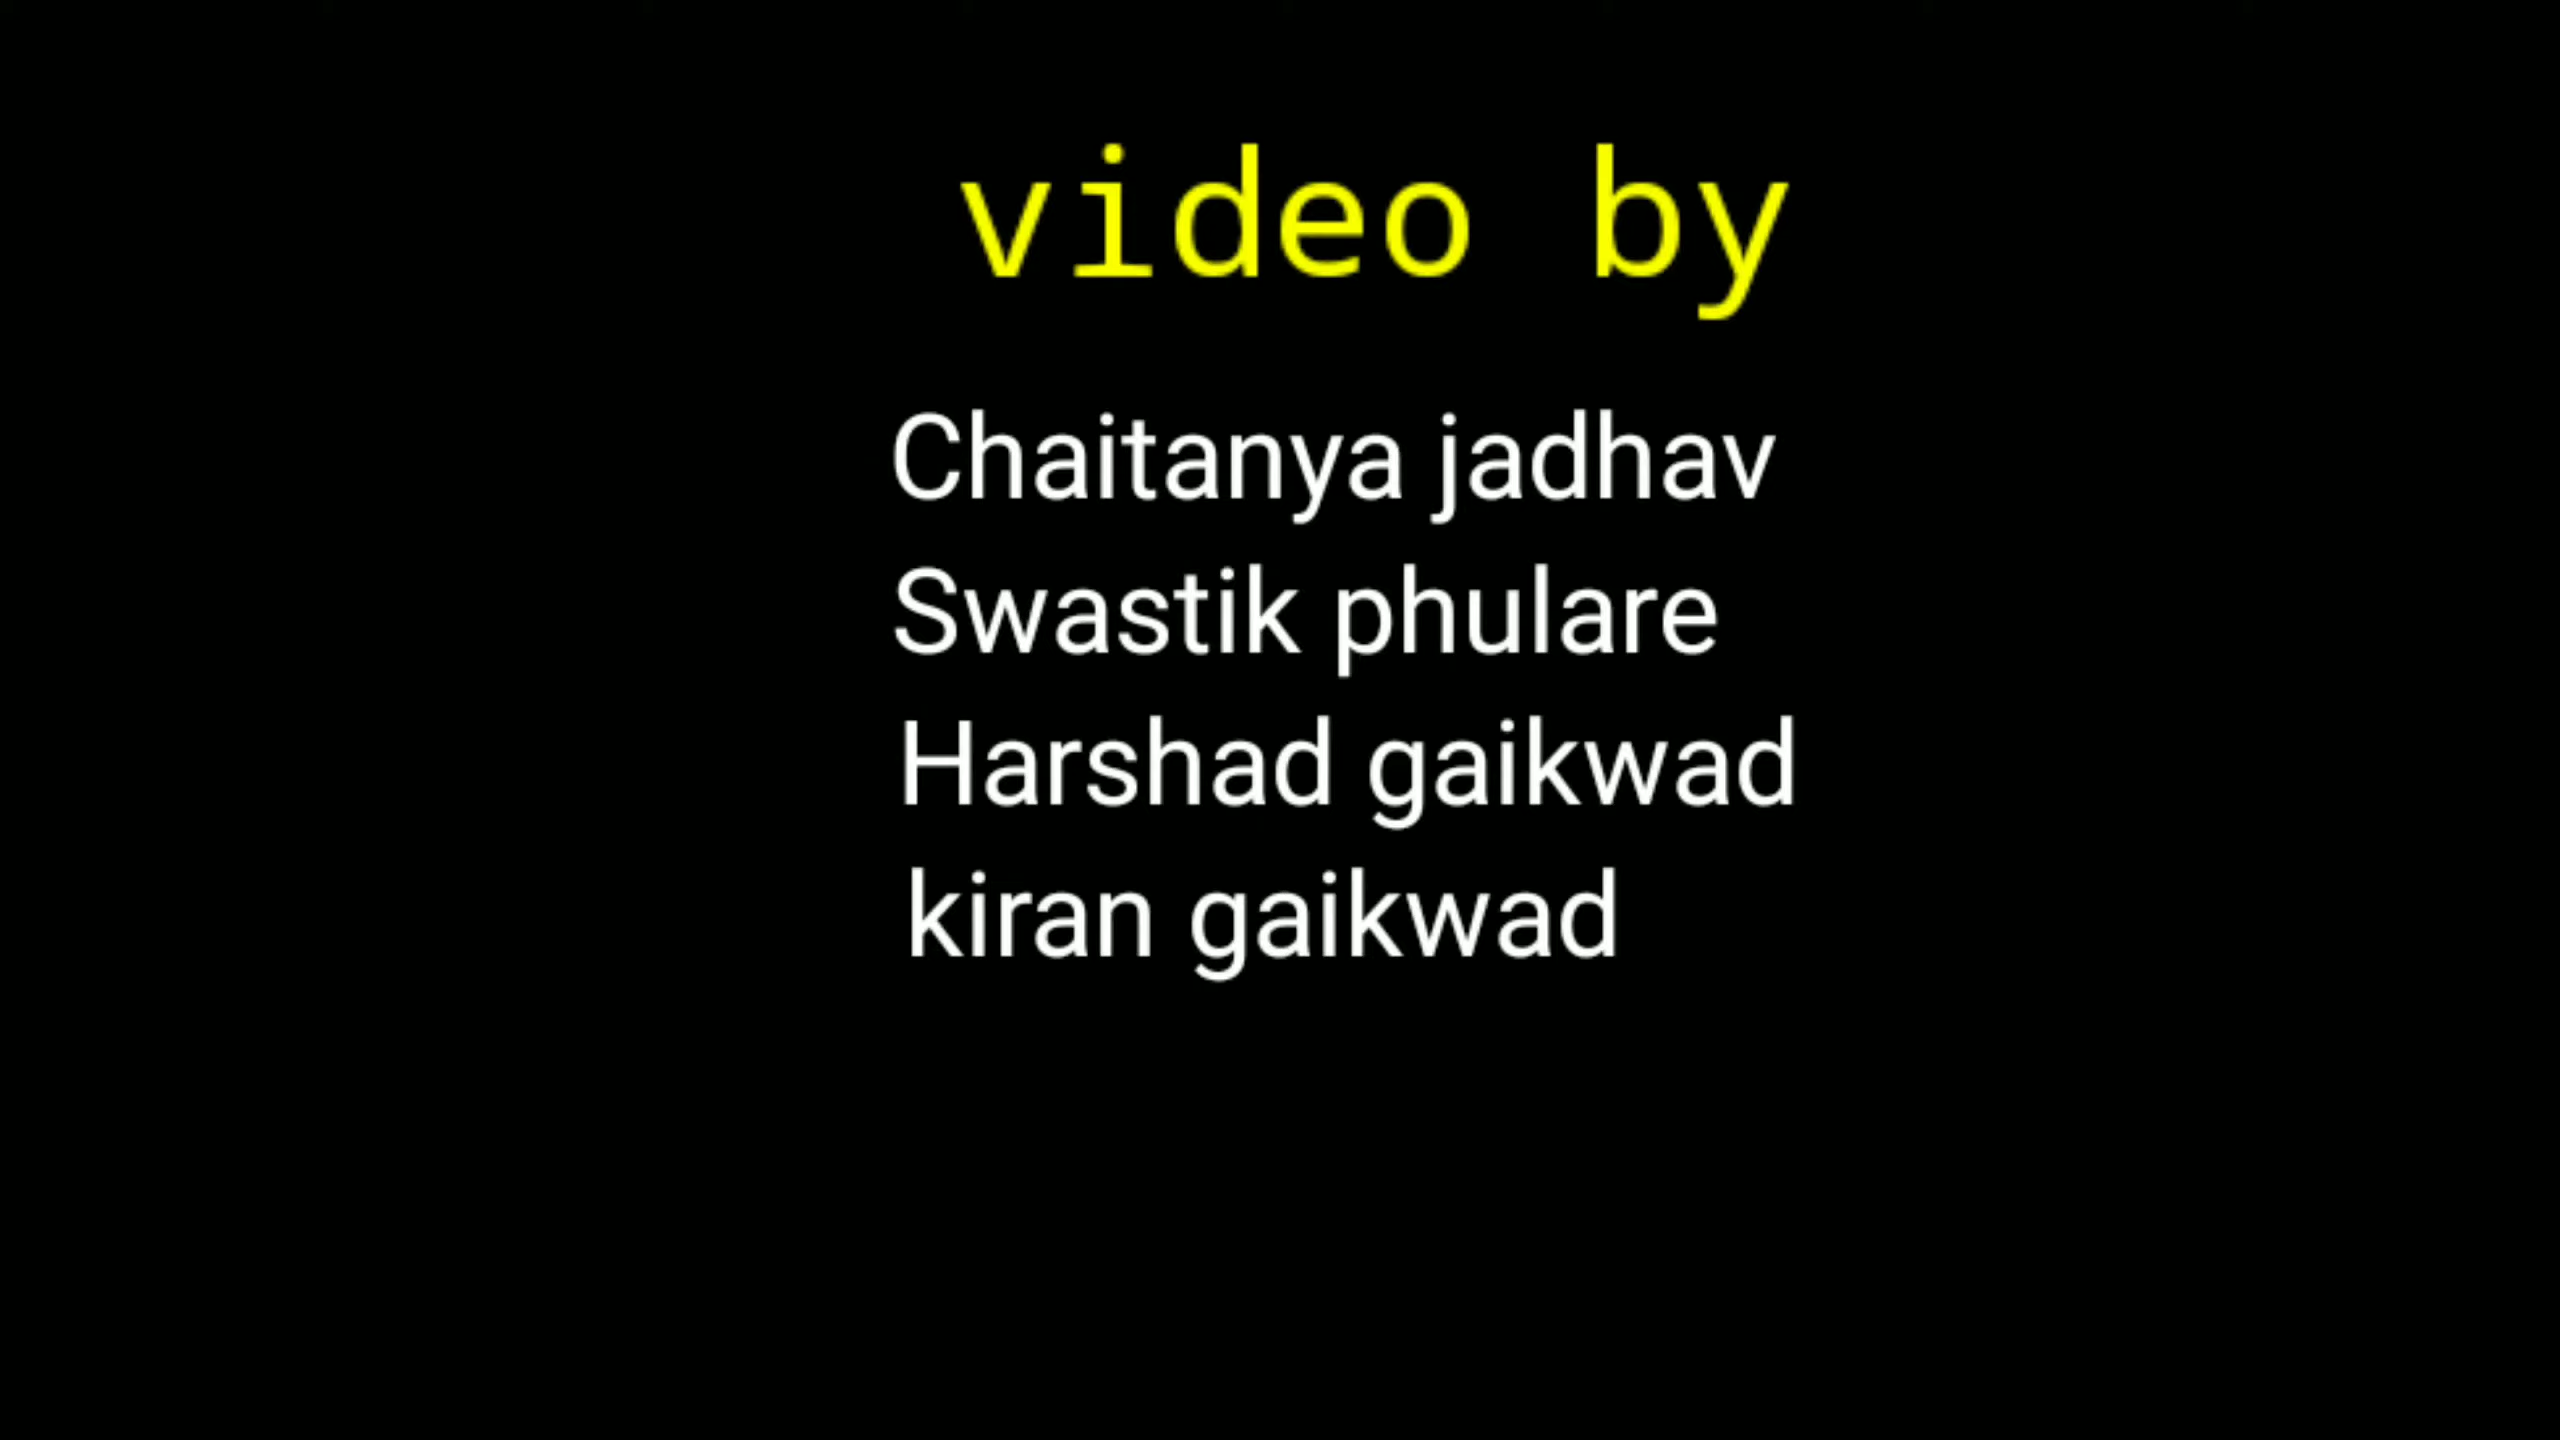 video by
Chaitanya jadhav
Swastik phulare
Harshad gaikwad
kiran gaikwad